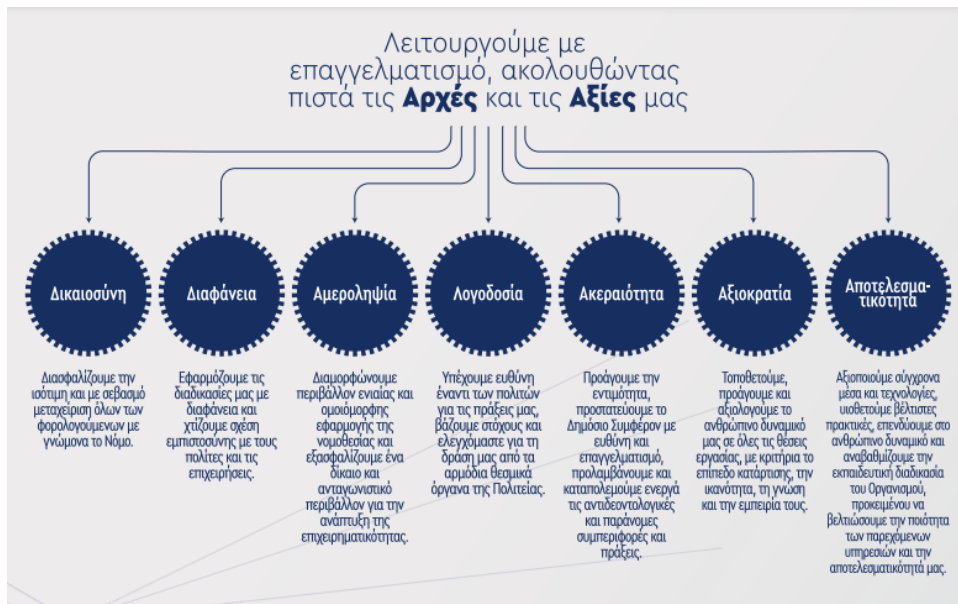 Λειτουργούμε με
επαγγελματισμό, ακολουθώντας
πιστά τις Αρχές και τις Αξίες μας
Δικαιοσύνη
Διασφαλίζουμε την
ισότιμη και με σεβασμό
μεταχείριση όλων των
φορολογούμενων με
γνώμονα το Νόμο.
Διαφάνεια
Εφαρμόζουμε τις
διαδικασίες μας με
διαφάνεια και
χτίζουμε σχέση
εμπιστοσύνης με τους
πολίτες και τις
επιχειρήσεις.
Αμεροληψία
Διαμορφώνουμε
περιβάλλον ενιαίας και
ομοιόμορφης
εφαρμογής της
νομοθεσίας και
εξασφαλίζουμε ένα
δίκαιο και
ανταγωνιστικό
περιβάλλον για την
ανάπτυξη της
επιχειρηματικότητας.
Λογοδοσία
Υπέχουμε ευθύνη
έναντι των πολιτών
για τις πράξεις μας,
βάζουμε στόχους και
ελεγχόμαστε για τη
δράση μας από τα
αρμόδια θεσμικά
όργανα της Πολιτείας.
Ακεραιότητα
Προάγουμε την
εντιμότητα,
προστατεύουμε το
Δημόσιο Συμφέρον με
ευθύνη και
επαγγελματισμό,
προλαμβάνουμε και
καταπολεμούμε ενεργά
τις αντιδεοντολογικές
και παράνομες
συμπεριφορές και
πράξεις.
Αξιοκρατία
Τοποθετούμε,
προάγουμε και
αξιολογούμε το
ανθρώπινο δυναμικό
μας σε όλες τις θέσεις
εργασίας, με κριτήρια το
επίπεδο κατάρτισης, την
ικανότητα, τη γνώση
και την εμπειρία τους.
Αποτελεσμα-
τικότητα
Αξιοποιούμε σύγχρονα
μέσα και τεχνολογίες,
υιοθετούμε βέλτιστες
πρακτικές, επενδύουμε στο
ανθρώπινο δυναμικό και
αναβαθμίζουμε την
εκπαιδευτική διαδικασία
του Οργανισμού,
προκειμένου να
βελτιώσουμε την ποιότητα
των παρεχόμενων
υπηρεσιών και την
αποτελεσματικότητά μας.